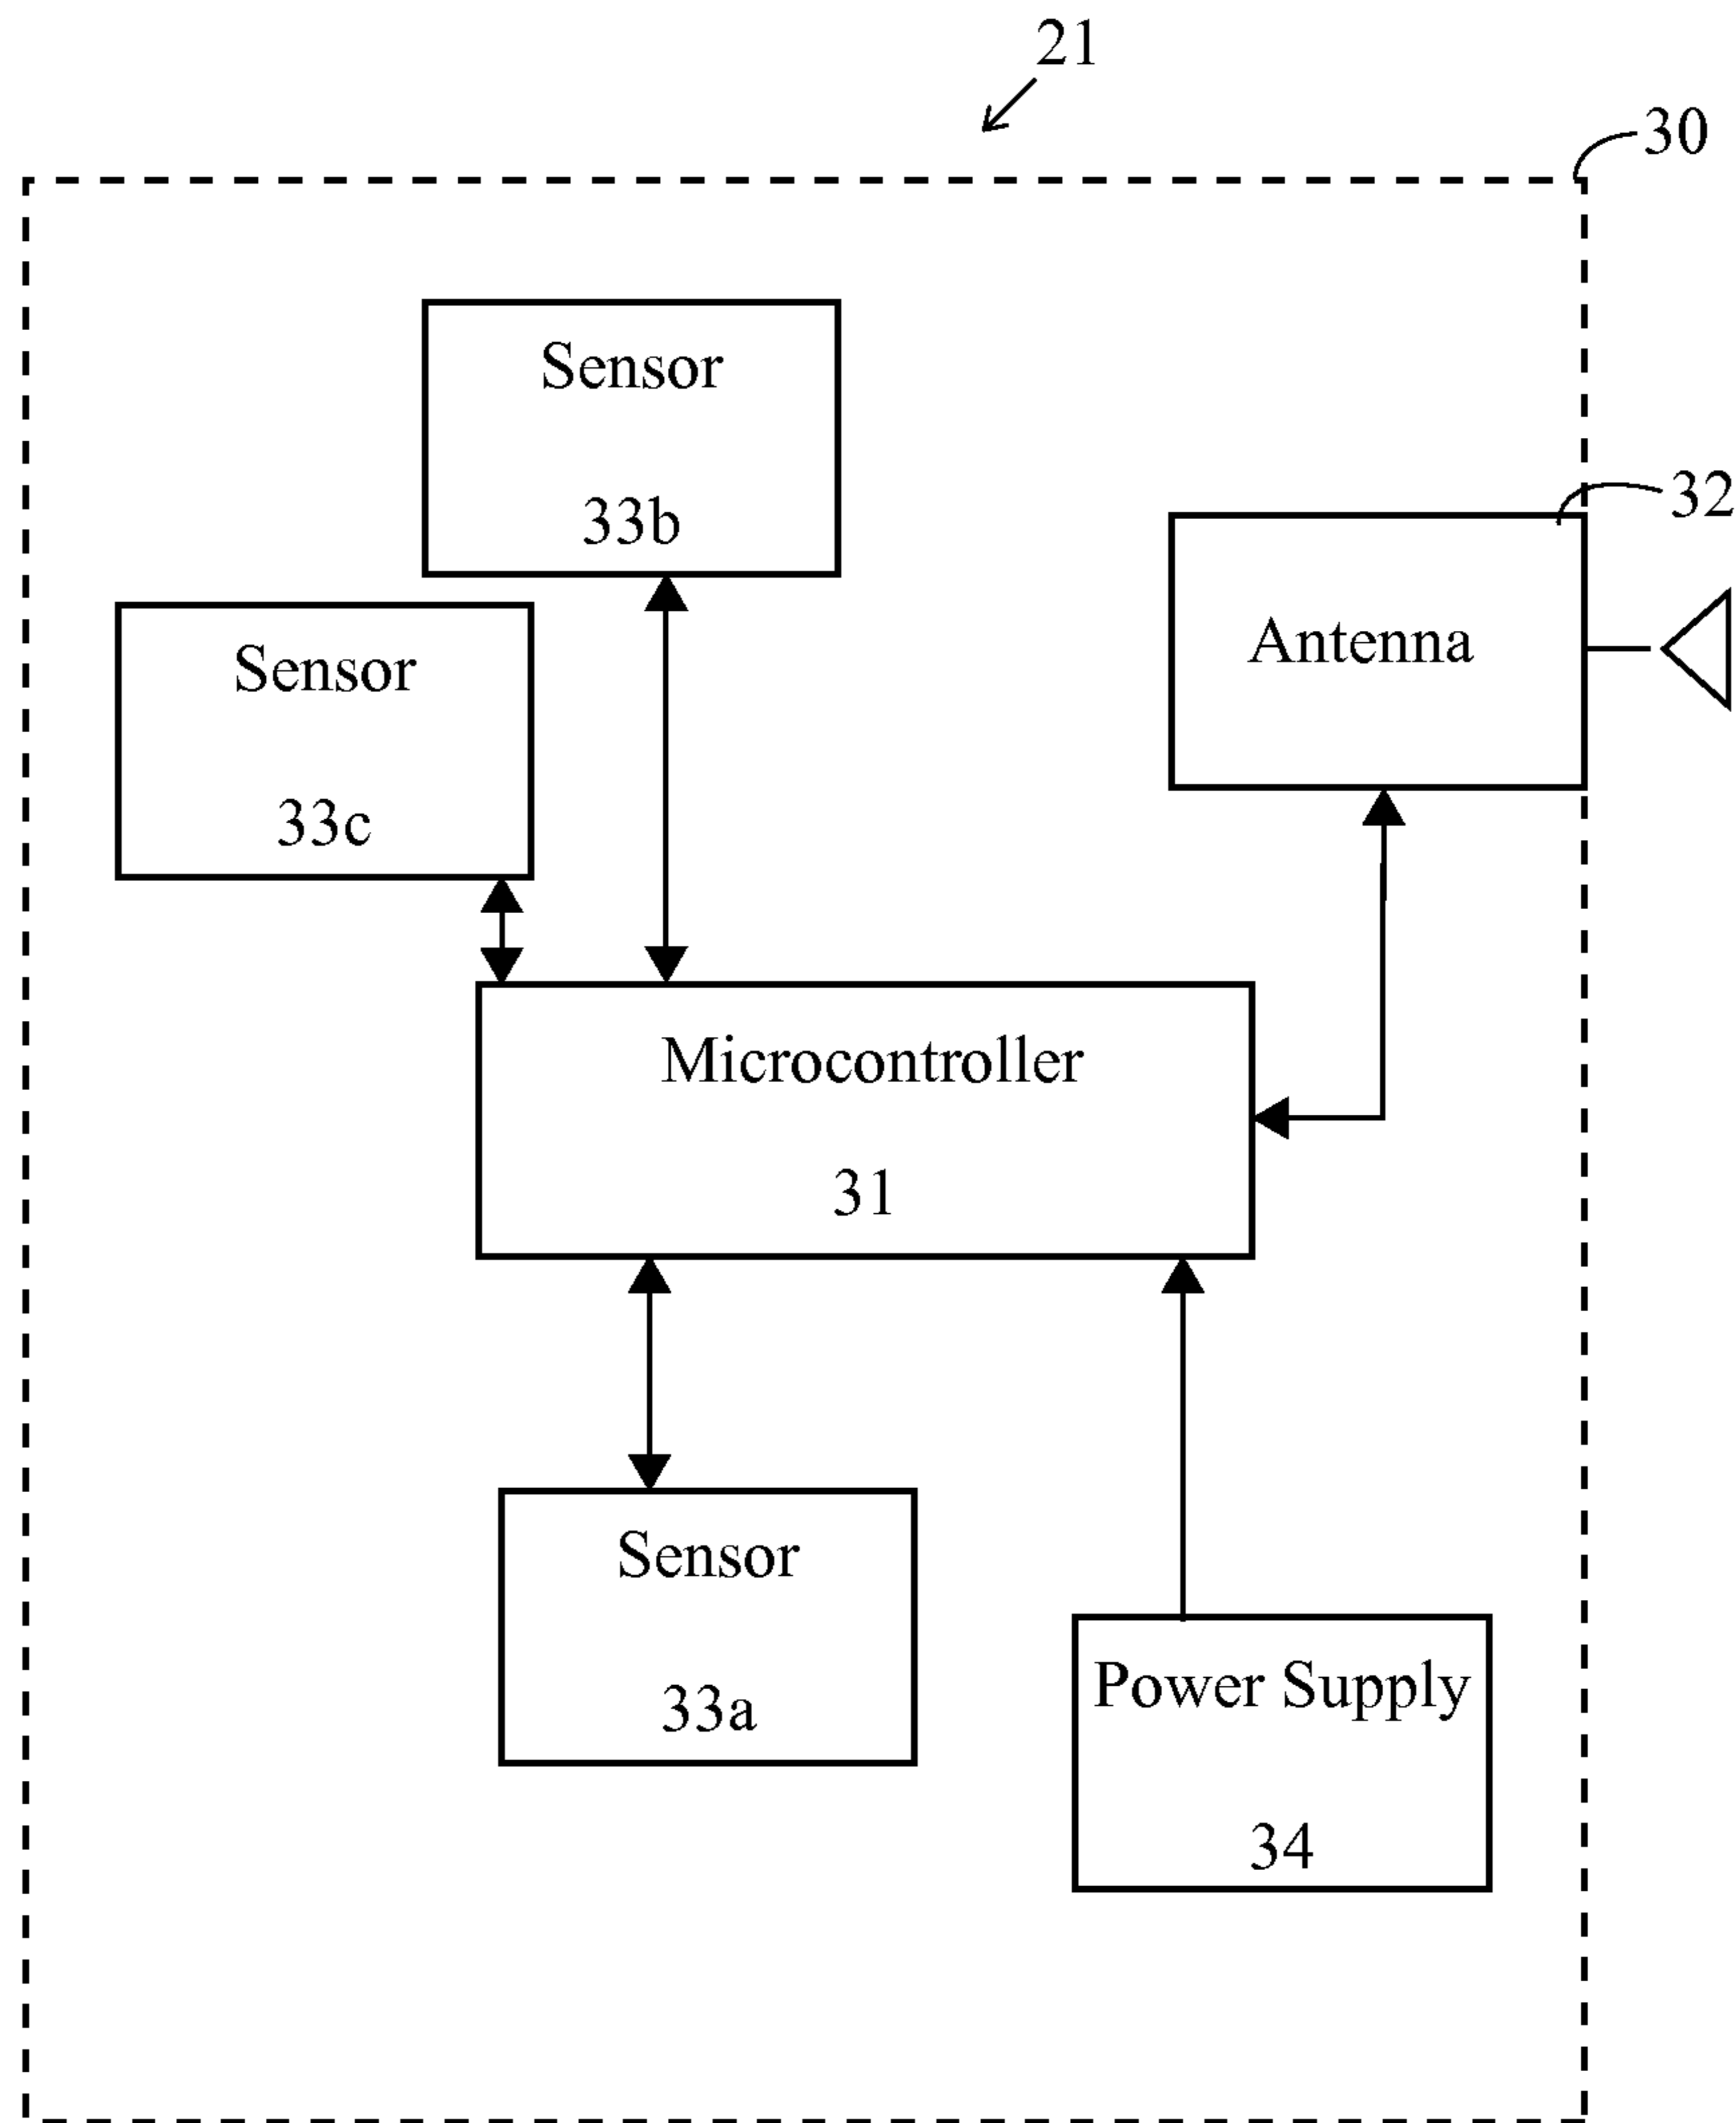 21
30
Sensor
33b
32
Sensor
33c
Antenna
Microcontroller
31
Sensor
33a
Power Supply
34